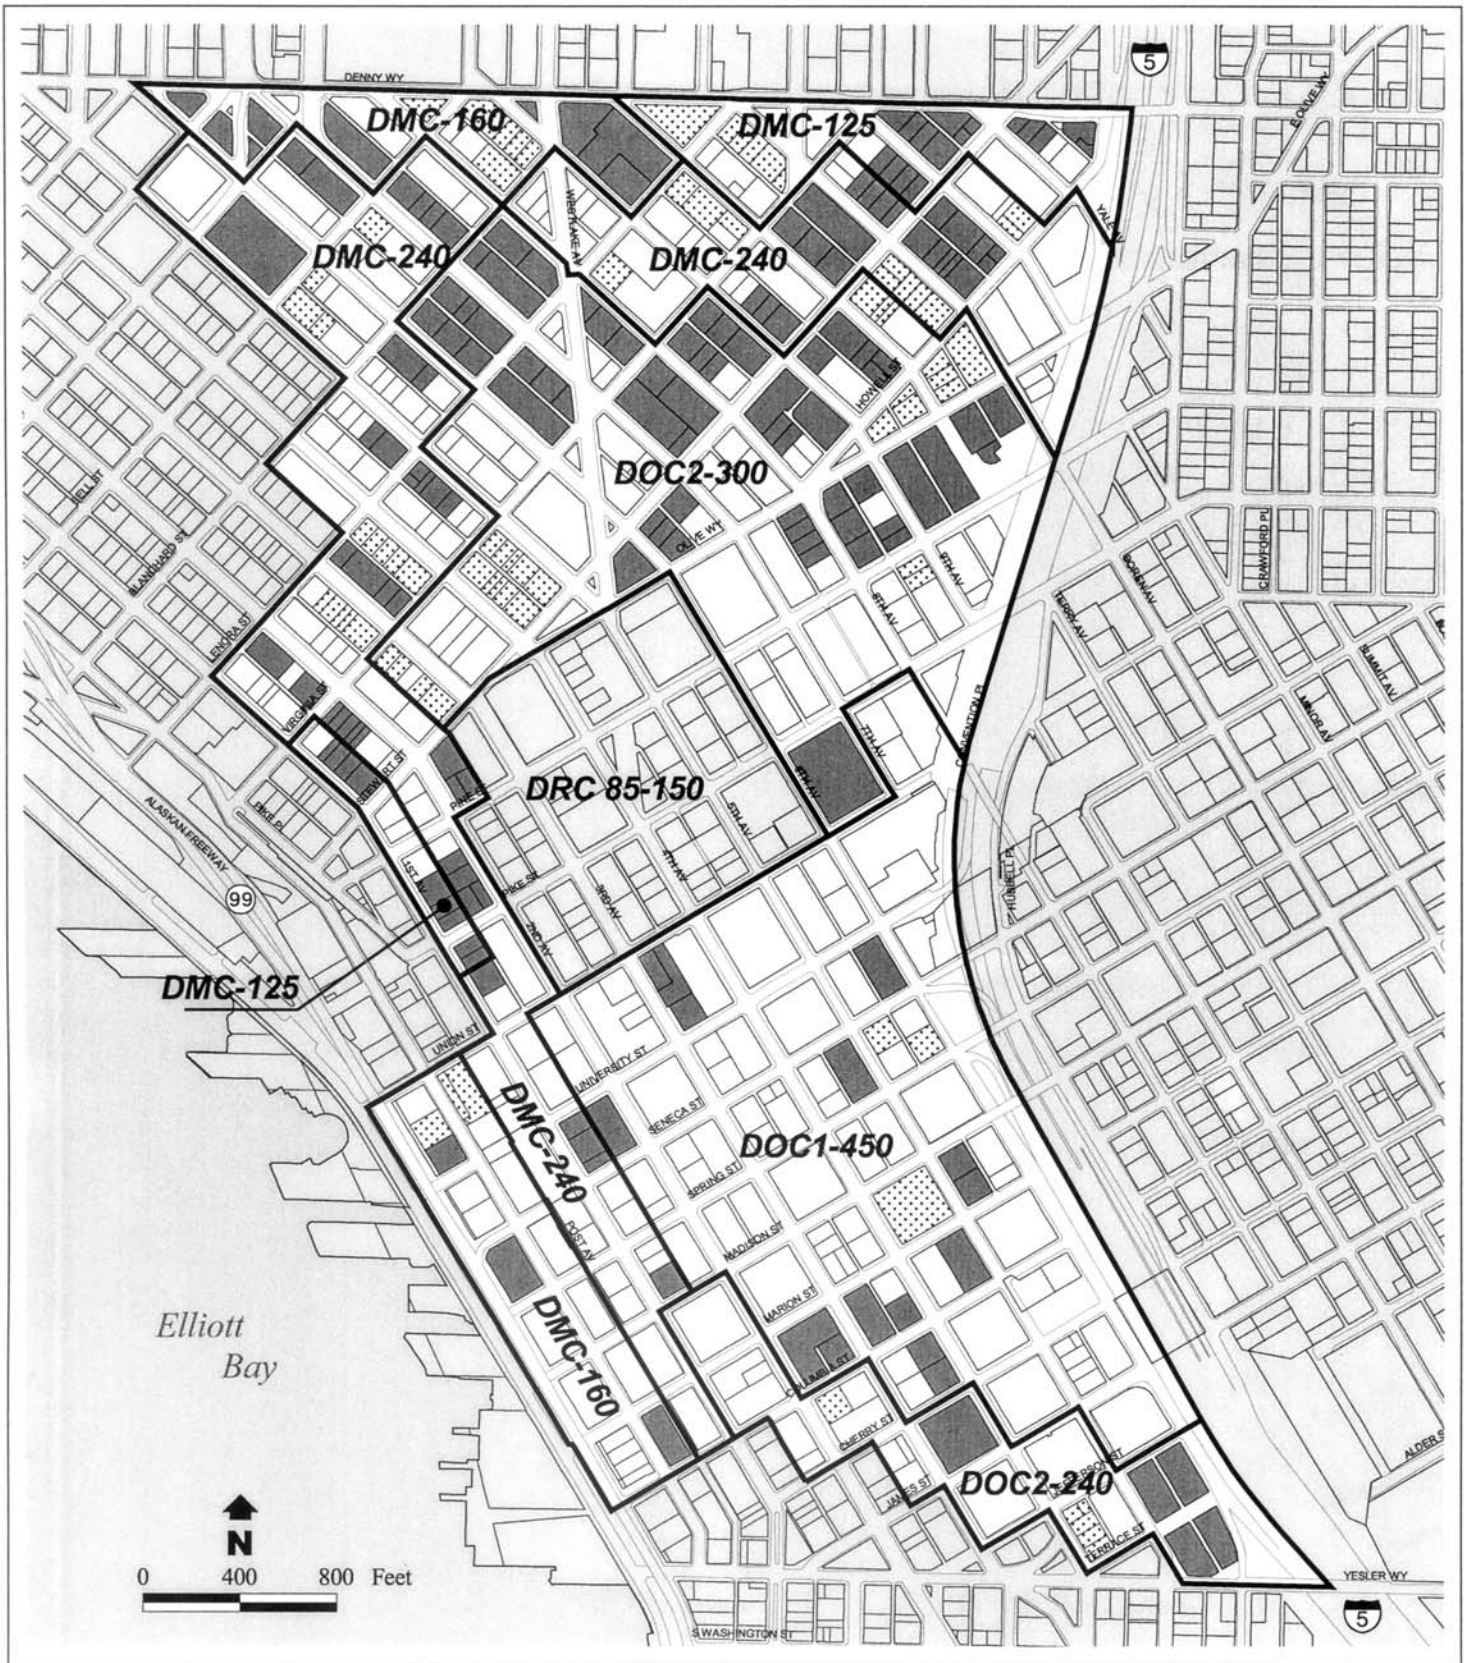 DENNY WY
5
E OLIVE WY
DMC-160
DMC-125
WESTLAKE AV
YALE AV
DMC-240
DMC-240
HOWELL ST
DOC2-300
BELL ST
OLIVE WY
BLANCHARD ST
9TH AV
8TH AV
CRAWFORD PL
BOREN AV
TERRY AV
LENORA ST
SUMMIT AV
MINOR AV
VIRGINIA ST
CONVENTION PL
7TH AV
STEWART ST
6TH AV
DRC 85-150
PINE ST
PIKE PL
ALASKAN FREEWAY
5TH AV
4TH AV
1ST AV
PIKE ST
3RD AV
HUBBELL PL
99
2ND AV
DMC-125
UNION ST
UNIVERSITY ST
SENECA ST
DMC-240
DOC1-450
SPRING ST
POST AV
MADISON ST
MARION ST
Elliott
Bay
DMC-160
COLUMBIA ST
CHERRY ST
ALDER S
JEFFERSON ST
DOC2-240
JAMES ST
TERRACE ST
N
0 400 800 Feet
YESLER WY
5
S WASHINGTON ST